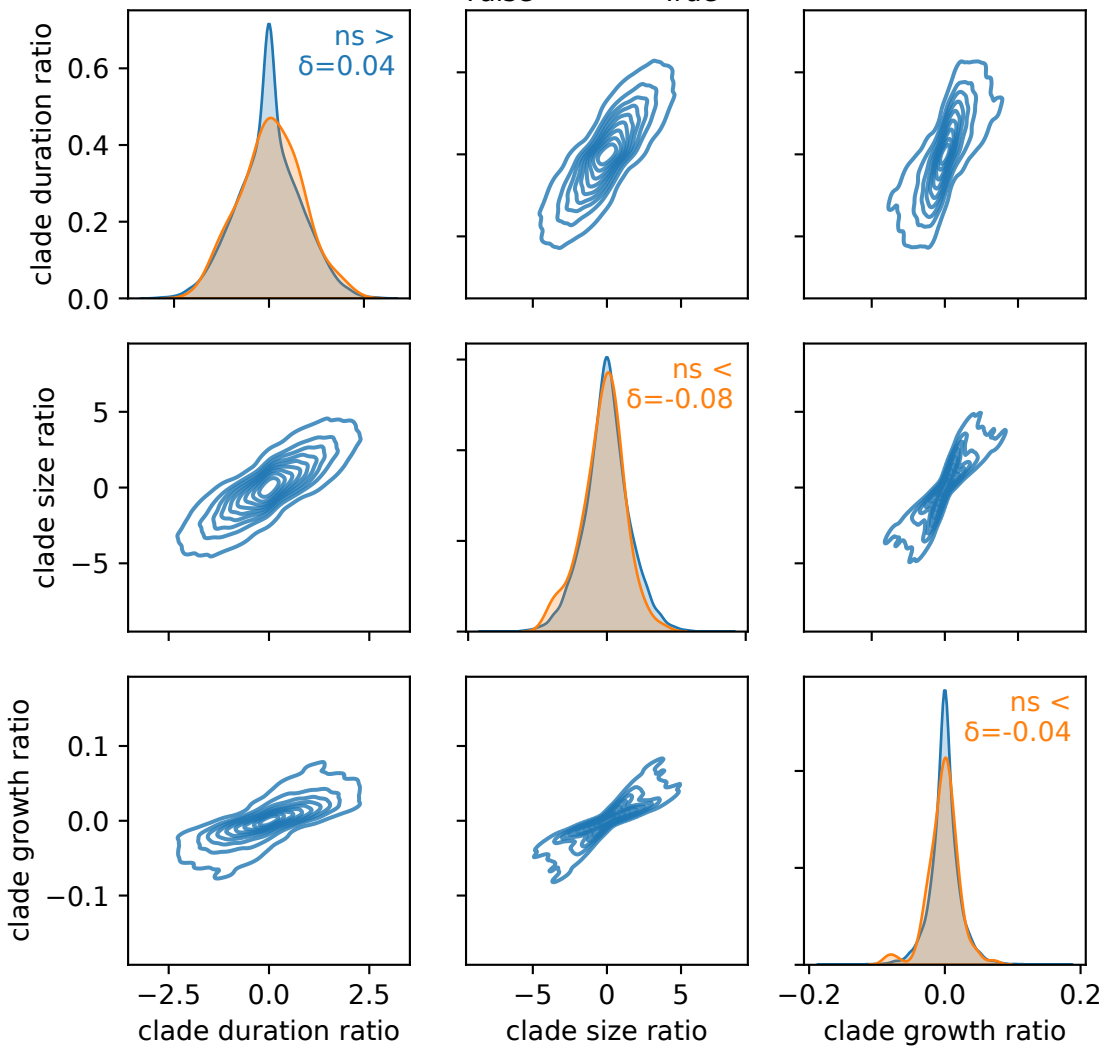 clade duration ratio
0.6
0.4
0.2
0.0
ns >
δ=0.04
clade size ratio
5
0
−5
ns <
δ=-0.08
clade growth ratio
0.1
0.0
−0.1
ns <
δ=-0.04
−2.5 0.0 2.5
clade duration ratio
−5 0 5
clade size ratio
−0.2 0.0 0.2
clade growth ratio